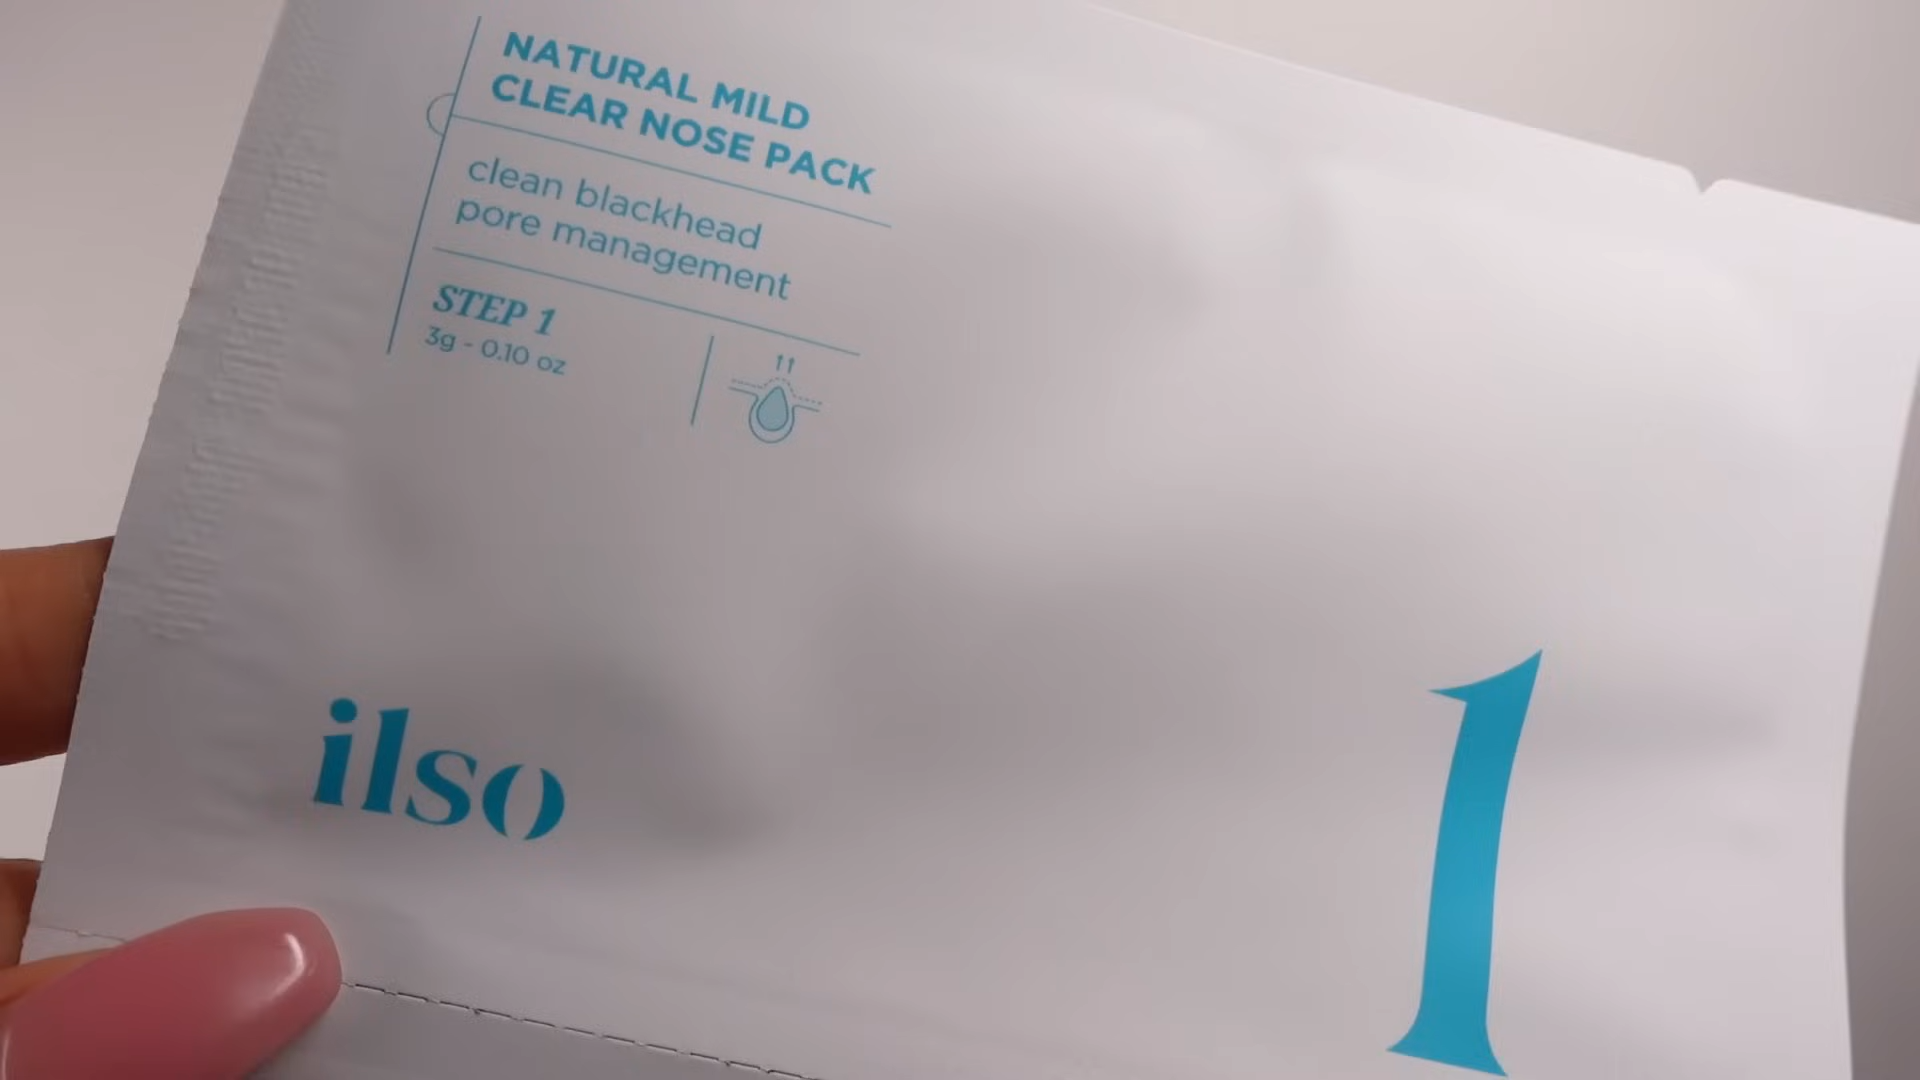 NATURAL MILD
CLEAR NOSE PACK
clean blackhead
pore management
STEP 1
3g - 0.10 oz
ilso
1